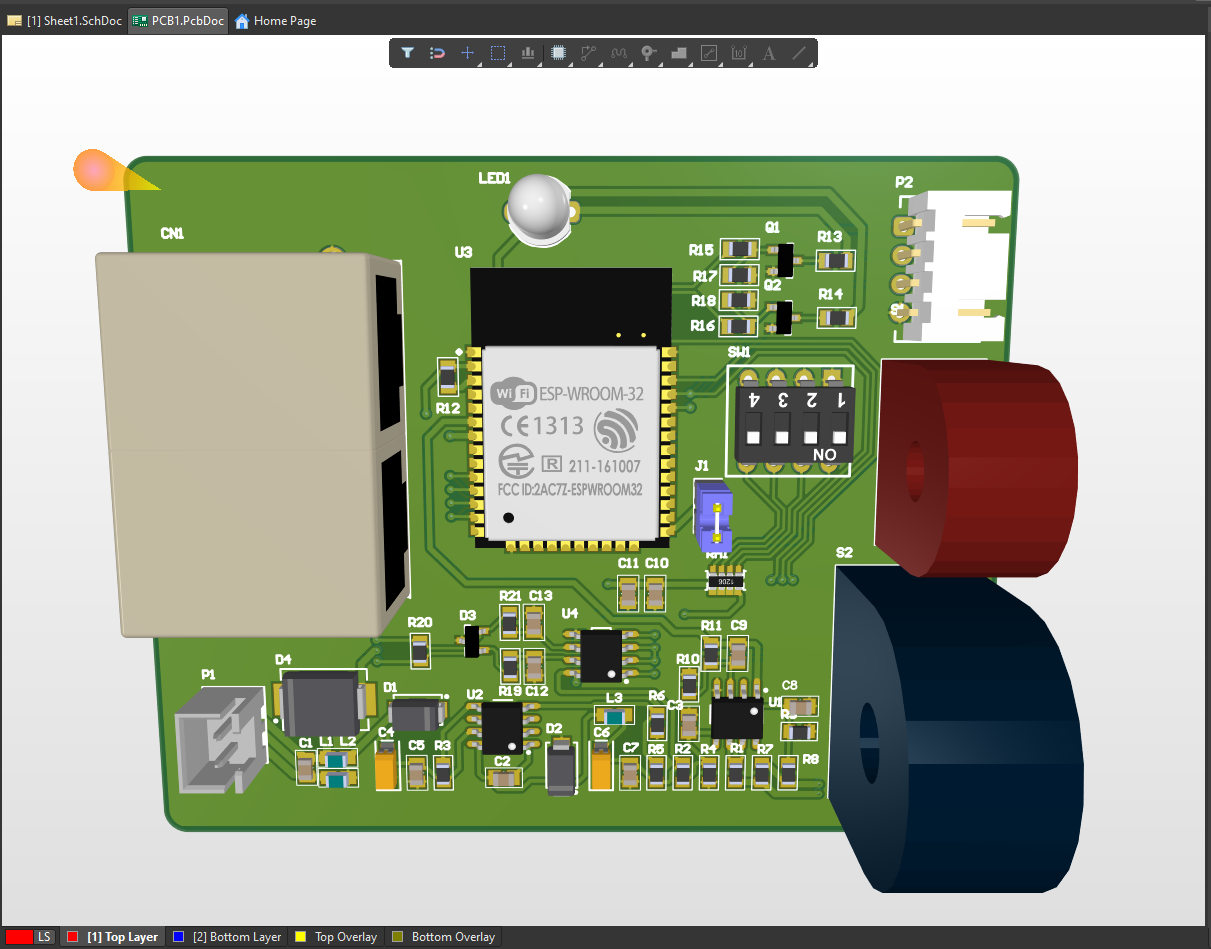 [1] Sheet1.SchDoc
PCB1.PcbDoc
Home Page
LED1
P2
CN1
Q1
R13
U3
R15
R17
Q2
R18
R14
R16
SW1
R12
Wi Fi ESP-WROOM-32
CE 1313
R 211-161007
FCC ID:2AC7Z-ESPWROOM32
4 3 2 1
ON
J1
S2
C11 C10
1206
R21 C13
U4
R20
D3
R11 C9
R10
D4
P1
D1
U2
R19 C12
L3
R6
C3
C8
U1
D2
C1 L1 L2
C4
C5 R3
C2
C6
C7 R5 R2 R4 R1 R7
R8
LS
[1] Top Layer
[2] Bottom Layer
Top Overlay
Bottom Overlay